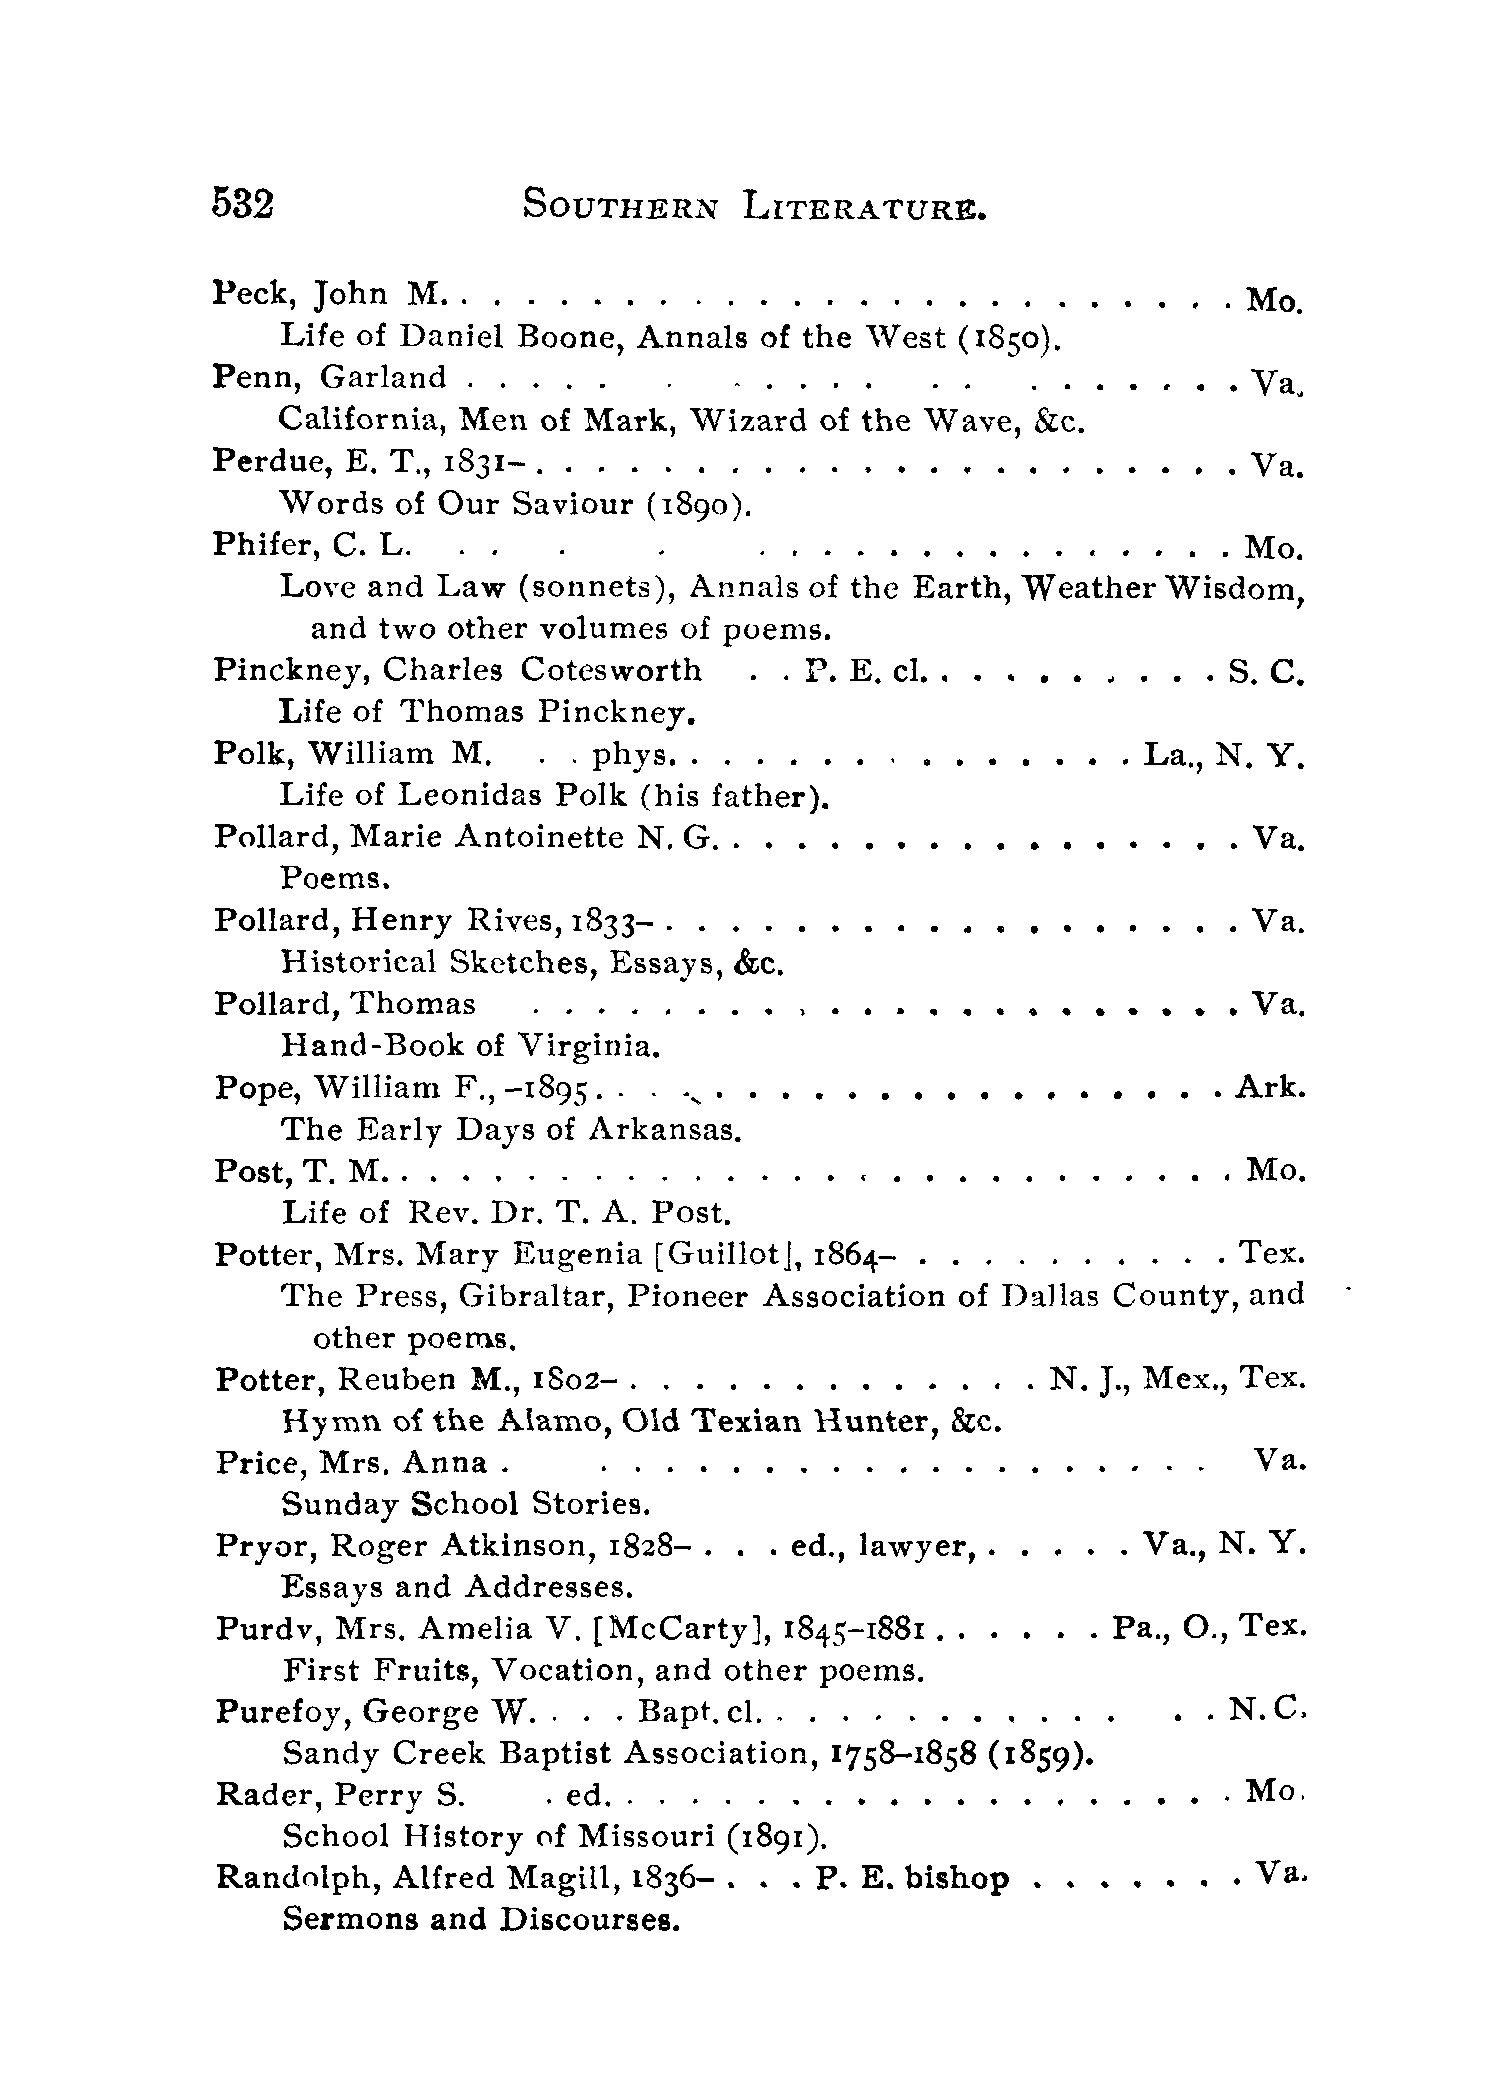 532 SOUTHERN LITERATURE.
Peck, John M. . . . . . . . . . . . . . . . . . . . . . . . . Mo.
Life of Daniel Boone, Annals of the West (1850).
Penn, Garland . . . . . . . . . . . . . . . . . . . . Va.
California, Men of Mark, Wizard of the Wave, &c.
Perdue, E. T., 1831– . . . . . . . . . . . . . . . . . . . . . . Va.
Words of Our Saviour (1890).
Phifer, C. L. . . . . . . . . . . . . . . . . . . . Mo.
Love and Law (sonnets), Annals of the Earth, Weather Wisdom,
and two other volumes of poems.
Pinckney, Charles Cotesworth . . P. E. cl. . . . . . . . . . S. C.
Life of Thomas Pinckney.
Polk, William M. . . phys. . . . . . . . . . . . . . . La., N. Y.
Life of Leonidas Polk (his father).
Pollard, Marie Antoinette N. G. . . . . . . . . . . . . . . . . Va.
Poems.
Pollard, Henry Rives, 1833– . . . . . . . . . . . . . . . . . . Va.
Historical Sketches, Essays, &c.
Pollard, Thomas . . . . . . . . . . . . . . . . . . . . . . Va.
Hand-Book of Virginia.
Pope, William F., –1895 . . . . . . . . . . . . . . . . . . . . Ark.
The Early Days of Arkansas.
Post, T. M. . . . . . . . . . . . . . . . . . . . . . . . . . . Mo.
Life of Rev. Dr. T. A. Post.
Potter, Mrs. Mary Eugenia [Guillot], 1864– . . . . . . . . . . Tex.
The Press, Gibraltar, Pioneer Association of Dallas County, and
other poems.
Potter, Reuben M., 1802– . . . . . . . . . . . . . N. J., Mex., Tex.
Hymn of the Alamo, Old Texian Hunter, &c.
Price, Mrs. Anna . . . . . . . . . . . . . . . . . . . . Va.
Sunday School Stories.
Pryor, Roger Atkinson, 1828– . . . ed., lawyer, . . . . . Va., N. Y.
Essays and Addresses.
Purdy, Mrs. Amelia V. [McCarty], 1845–1881 . . . . . . Pa., O., Tex.
First Fruits, Vocation, and other poems.
Purefoy, George W. . . . Bapt. cl. . . . . . . . . . . . . . N. C.
Sandy Creek Baptist Association, 1758–1858 (1859).
Rader, Perry S. . ed. . . . . . . . . . . . . . . . . . . . Mo.
School History of Missouri (1891).
Randolph, Alfred Magill, 1836– . . . P. E. bishop . . . . . . . Va.
Sermons and Discourses.